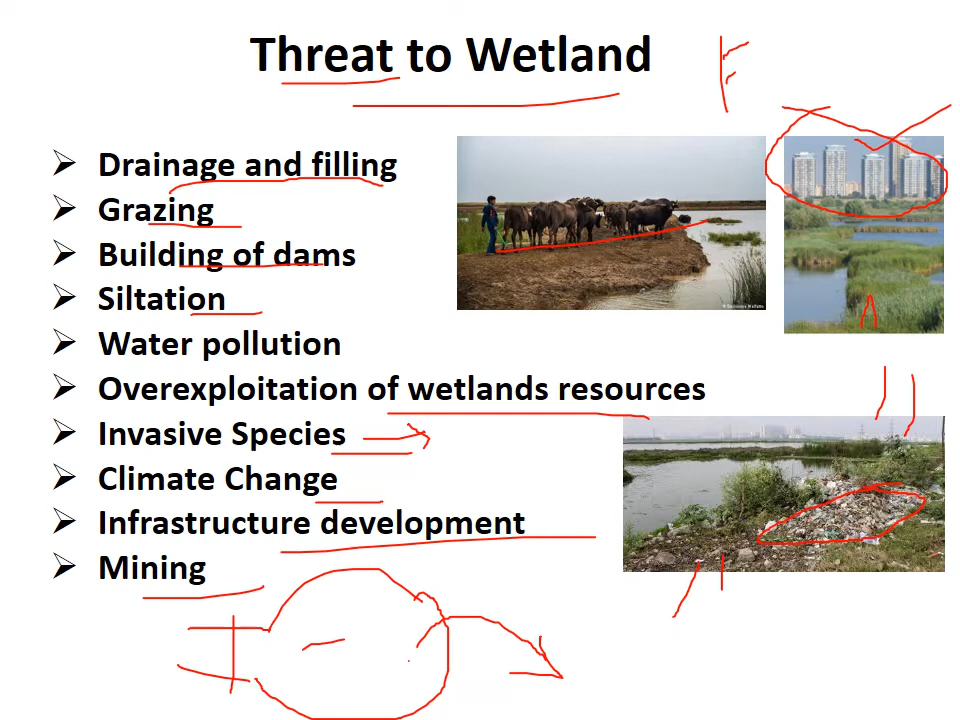 Threat to Wetland
Drainage and filling
Grazing
Building of dams
Siltation
Water pollution
Overexploitation of wetlands resources
Invasive Species
Climate Change
Infrastructure development
Mining